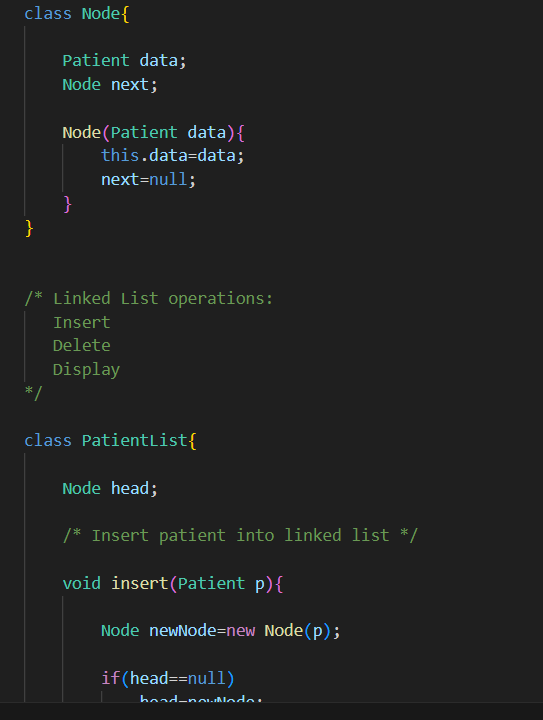 class Node{
Patient data;
Node next;
Node(Patient data){
this.data=data;
next=null;
}
}
/* Linked List operations:
Insert
Delete
Display
*/
class PatientList{
Node head;
/* Insert patient into linked list */
void insert(Patient p){
Node newNode=new Node(p);
if(head==null)
head=newNode;